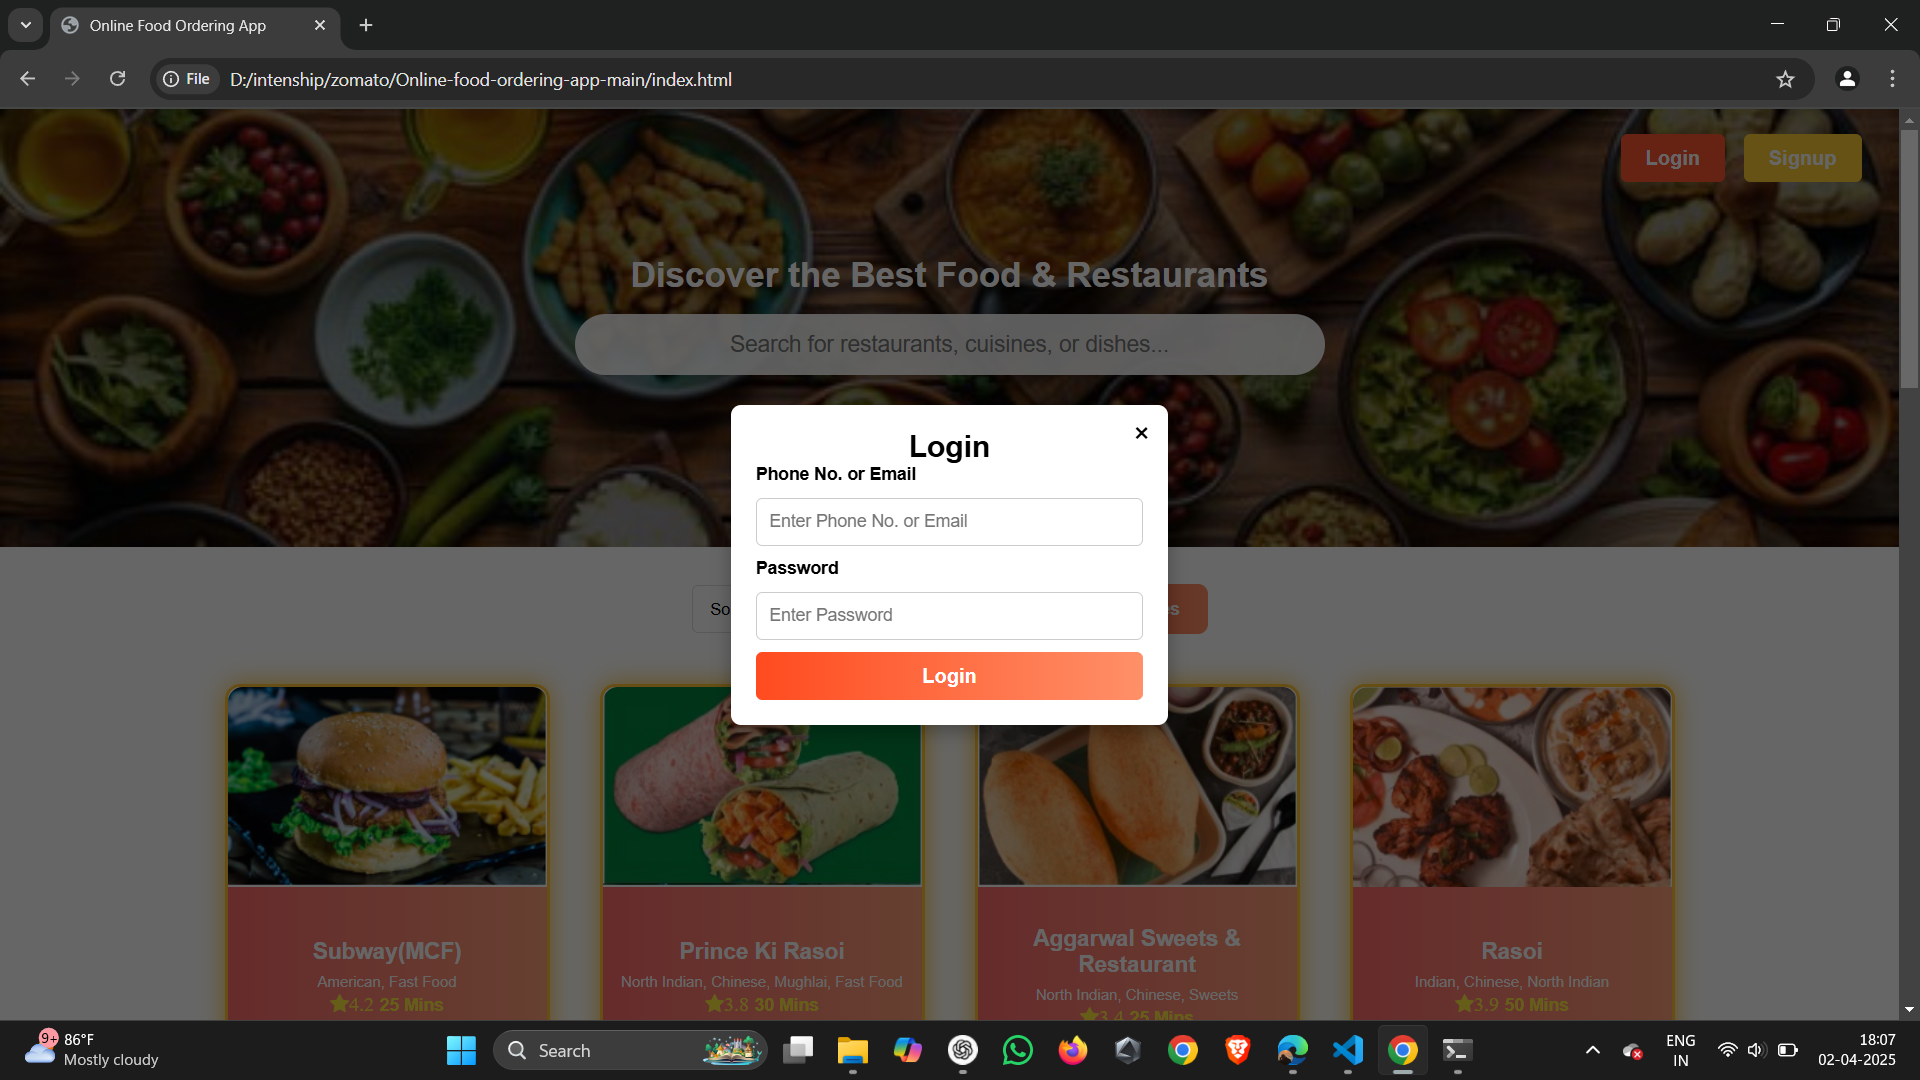 Online Food Ordering App
File
D:/intenship/zomato/Online-food-ordering-app-main/index.html
Login
Signup
Discover the Best Food & Restaurants
Search for restaurants, cuisines, or dishes...
Login
Phone No. or Email
Enter Phone No. or Email
Password
Enter Password
Login
So
s
Subway(MCF)
American, Fast Food
4.2 25 Mins
Prince Ki Rasoi
North Indian, Chinese, Mughlai, Fast Food
3.8 30 Mins
Aggarwal Sweets &
Restaurant
North Indian, Chinese, Sweets
3.4 25 Mins
Rasoi
Indian, Chinese, North Indian
3.9 50 Mins
9+
86°F
Mostly cloudy
Search
ENG
IN
18:07
02-04-2025